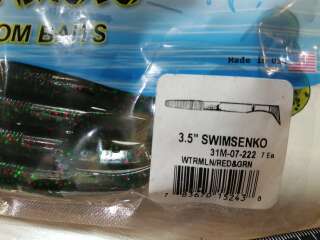 OM BAITS
Made in U
3.5" SWIMSENKO
31M-07-222 7 Ea
WTRMLN/RED&GRN